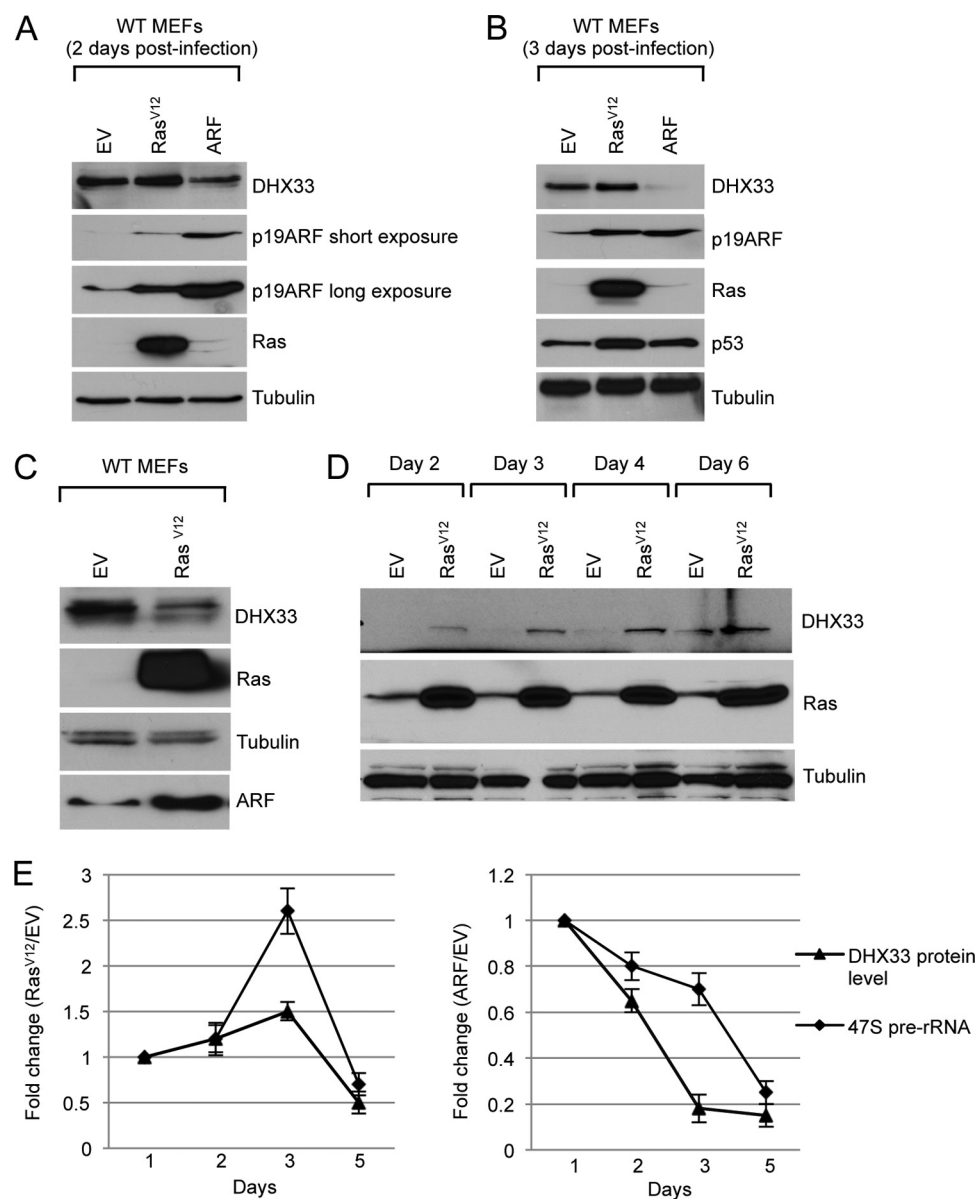 A
WT MEFs
(2 days post-infection)
EV
Ras^V12
ARF
DHX33
p19ARF short exposure
p19ARF long exposure
Ras
Tubulin
B
WT MEFs
(3 days post-infection)
EV
Ras^V12
ARF
DHX33
p19ARF
Ras
p53
Tubulin
C
WT MEFs
EV
Ras^V12
DHX33
Ras
Tubulin
ARF
D
Day 2 Day 3 Day 4 Day 6
EV Ras^V12 EV Ras^V12 EV Ras^V12 EV Ras^V12
DHX33
Ras
Tubulin
E
Fold change (Ras^V12/EV)
3
2.5
2
1.5
1
0.5
0
1 2 3 5
Days
Fold change (ARF/EV)
1.2
1
0.8
0.6
0.4
0.2
0
1 2 3 5
Days
DHX33 protein
level
47S pre-rRNA